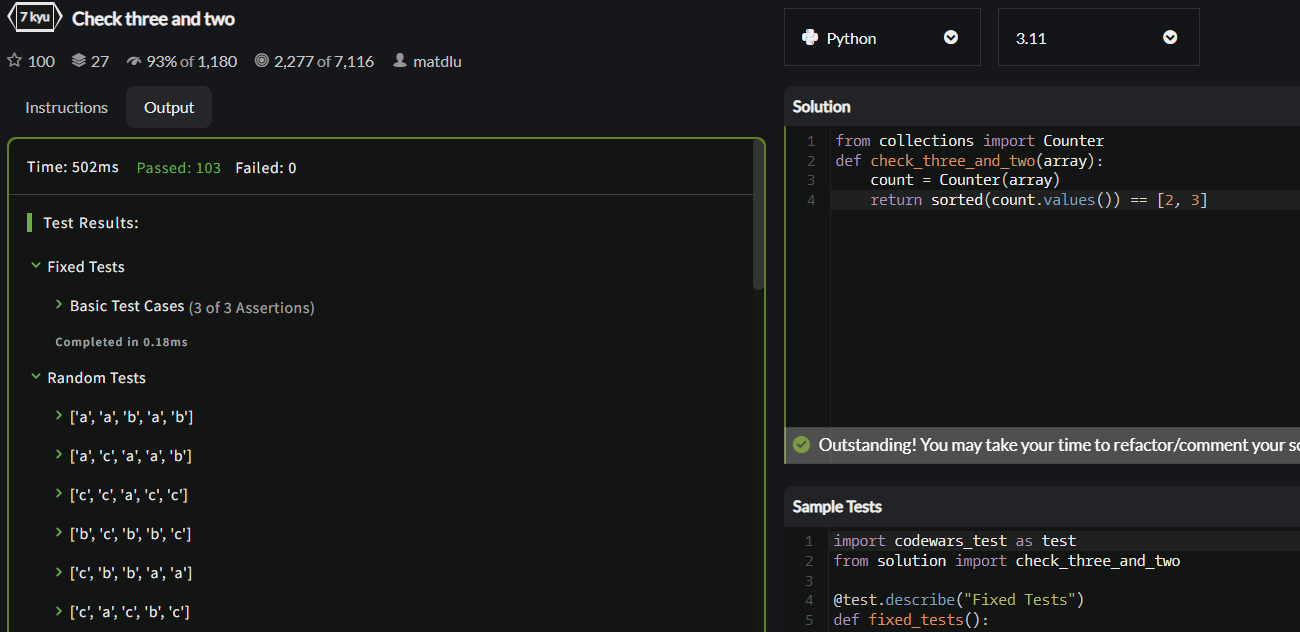 7 kyu Check three and two
100 27 93% of 1,180 2,277 of 7,116 matdlu
Instructions Output
Time: 502ms Passed: 103 Failed: 0
Test Results:
Fixed Tests
Basic Test Cases (3 of 3 Assertions)
Completed in 0.18ms
Random Tests
['a', 'a', 'b', 'a', 'b']
['a', 'c', 'a', 'a', 'b']
['c', 'c', 'a', 'c', 'c']
['b', 'c', 'b', 'b', 'c']
['c', 'b', 'b', 'a', 'a']
['c', 'a', 'c', 'b', 'c']
Python 3.11
Solution
1 from collections import Counter
2 def check_three_and_two(array):
3     count = Counter(array)
4     return sorted(count.values()) == [2, 3]
Outstanding! You may take your time to refactor/comment your so
Sample Tests
1 import codewars_test as test
2 from solution import check_three_and_two
3
4 @test.describe("Fixed Tests")
5 def fixed_tests():